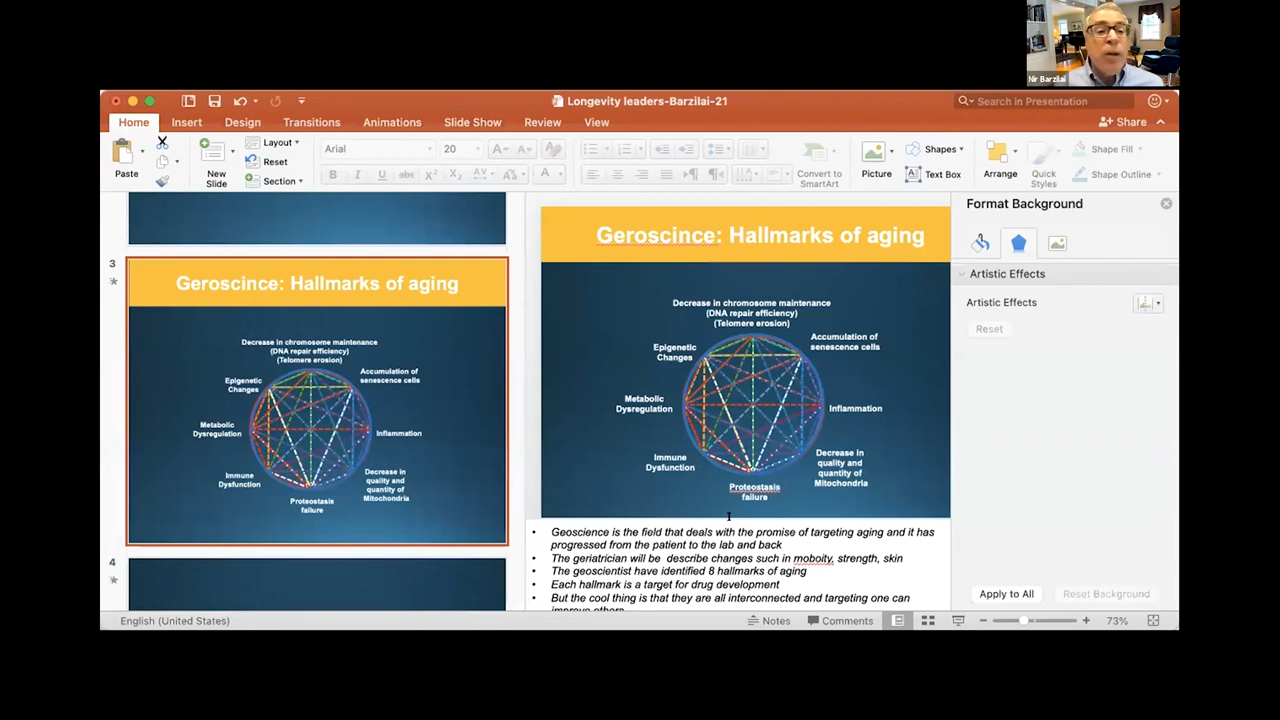 Nir Barzilai
Longevity leaders-Barzilai-21
Search in Presentation
Home
Insert
Design
Transitions
Animations
Slide Show
Review
View
Share
Paste
New
Slide
Layout
Reset
Section
Arial
20
Convert to
SmartArt
Picture
Shapes
Text Box
Arrange
Quick
Styles
Shape Fill
Shape Outline
3
Geroscince: Hallmarks of aging
Decrease in chromosome maintenance
(DNA repair efficiency)
(Telomere erosion)
Epigenetic
Changes
Accumulation of
senescence cells
Metabolic
Dysregulation
Inflammation
Immune
Dysfunction
Decrease in
quality and
quantity of
Mitochondria
Proteostasis
failure
4
Geroscince: Hallmarks of aging
Decrease in chromosome maintenance
(DNA repair efficiency)
(Telomere erosion)
Epigenetic
Changes
Accumulation of
senescence cells
Metabolic
Dysregulation
Inflammation
Immune
Dysfunction
Decrease in
quality and
quantity of
Mitochondria
Proteostasis
failure
• Geoscience is the field that deals with the promise of targeting aging and it has
progressed from the patient to the lab and back
• The geriatrician will be describe changes such in moboity, strength, skin
• The geoscientist have identified 8 hallmarks of aging
• Each hallmark is a target for drug development
• But the cool thing is that they are all interconnected and targeting one can
improve others
Format Background
Artistic Effects
Artistic Effects
Reset
Apply to All
Reset Background
English (United States)
Notes
Comments
73%